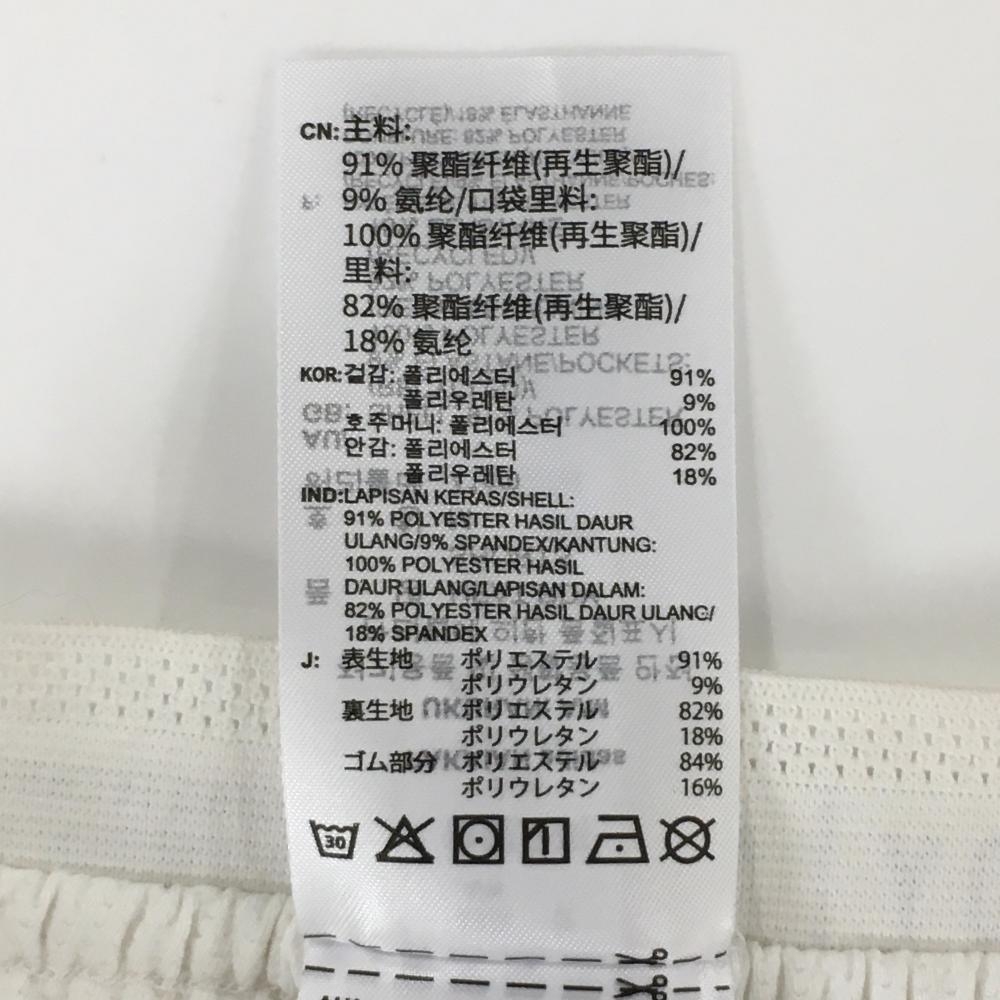 CN: 主料:
91% 聚酯纤维(再生聚酯)/
9% 氨纶/口袋里料:
100% 聚酯纤维(再生聚酯)/
里料:
82% 聚酯纤维(再生聚酯)/
18% 氨纶
KOR: 겉감: 폴리에스터 91%
폴리우레탄 9%
호주머니: 폴리에스터 100%
안감: 폴리에스터 82%
폴리우레탄 18%
IND: LAPISAN KERAS/SHELL:
91% POLYESTER HASIL DAUR
ULANG/9% SPANDEX/KANTUNG:
100% POLYESTER HASIL
DAUR ULANG/LAPISAN DALAM:
82% POLYESTER HASIL DAUR ULANG/
18% SPANDEX
J: 表生地 ポリエステル 91%
ポリウレタン 9%
裏生地 ポリエステル 82%
ポリウレタン 18%
ゴム部分 ポリエステル 84%
ポリウレタン 16%
30